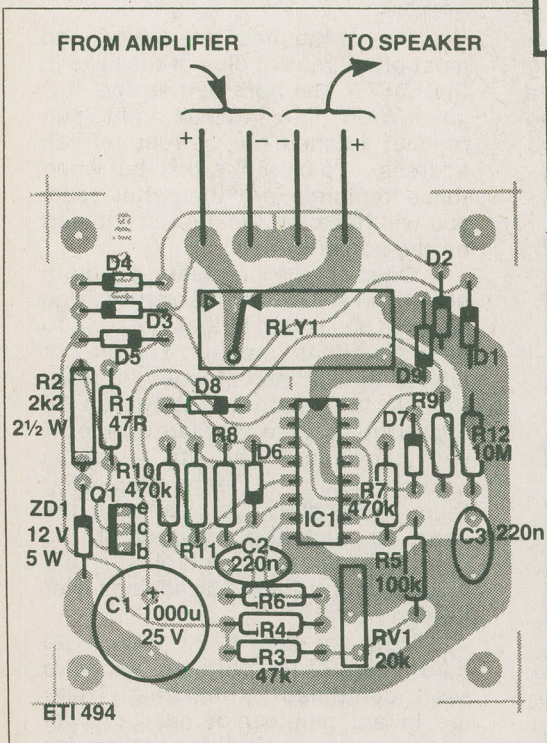 FROM AMPLIFIER TO SPEAKER
+ - +
D4
D3
D5
D2
RLY1
D1
D9
R2
2k2
2½ W
R1
47R
D8
R8
D6
R9
D7
R12
10M
R10
470k
R7
470k
Q1
e
c
b
ZD1
12 V
5 W
R11
IC1
C2
220n
C3 220n
R5
100k
C1
+
1000u
25 V
R6
R4
R3
47k
RV1
20k
ETI 494